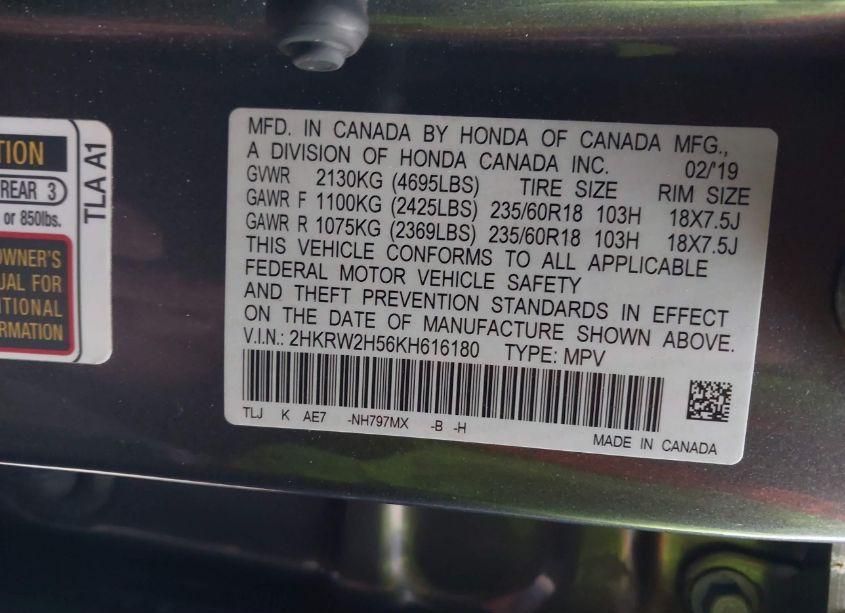 TION
REAR 3
or 850lbs.
OWNER'S
UAL FOR
ITIONAL
ORMATION
TLA A1
MFD. IN CANADA BY HONDA OF CANADA MFG.,
A DIVISION OF HONDA CANADA INC. 02/'19
GVWR 2130KG (4695LBS) TIRE SIZE RIM SIZE
GAWR F 1100KG (2425LBS) 235/60R18 103H 18X7.5J
GAWR R 1075KG (2369LBS) 235/60R18 103H 18X7.5J
THIS VEHICLE CONFORMS TO ALL APPLICABLE
FEDERAL MOTOR VEHICLE SAFETY
AND THEFT PREVENTION STANDARDS IN EFFECT
ON THE DATE OF MANUFACTURE SHOWN ABOVE.
V.I.N.: 2HKRW2H56KH616180 TYPE: MPV
TLJ K AE7 -NH797MX -B -H
MADE IN CANADA